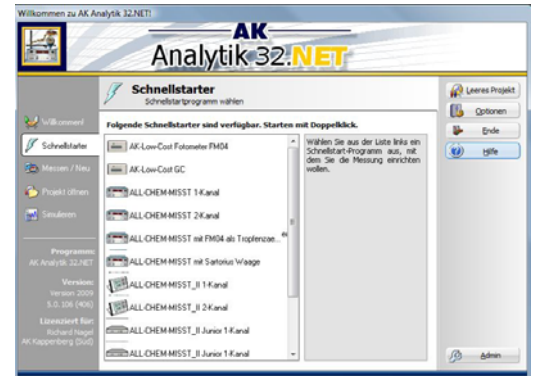 Willkommen zu AK Analytik 32.NET!
AK
Analytik 32.NET
Schnellstarter
Schnellstartprogramm wählen
Willkommen!
Schnellstarter
Messen / Neu
Projekt öffnen
Simulieren
Programm:
AK Analytik 32.NET
Version:
Version 2009
5.0. 106 (406)
Lizenziert für:
Richard Nagel
AK Kappenberg (Süd)
Folgende Schnellstarter sind verfügbar. Starten mit Doppelklick.
AK-Low-Cost Fotometer FM04
AK-Low-Cost GC
ALL-CHEM-MISST 1-Kanal
ALL-CHEM-MISST 2-Kanal
ALL-CHEM-MISST mit FM04 als Tropfenzae...
ALL-CHEM-MISST mit Sartorius Waage
ALL-CHEM-MISST_II 1-Kanal
ALL-CHEM-MISST_II 2-Kanal
ALL-CHEM-MISST_II Junior 1-Kanal
ALL-CHEM-MISST_II Junior 1-Kanal
Wählen Sie aus der Liste links ein
Schnellstart-Programm aus, mit
dem Sie die Messung einrichten
wollen.
Leeres Projekt
Optionen
Ende
Hilfe
Admin